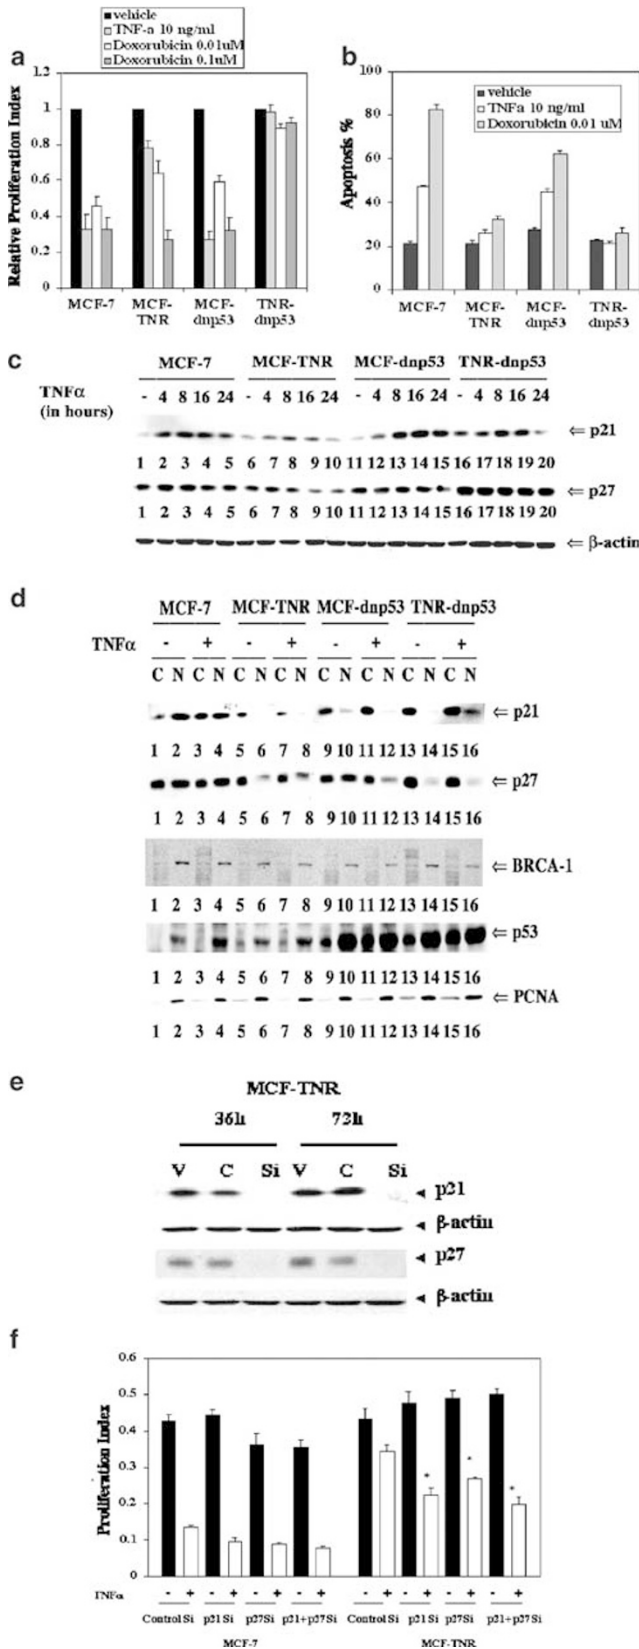 a
vehicle
TNF-a 10 ng/ml
Doxorubicin 0.01uM
Doxorubicin 0.1uM
Relative Proliferation Index
1.2
1
0.8
0.6
0.4
0.2
0
MCF-7
MCF-TNR
MCF-dnp53
TNR-dnp53
b
vehicle
TNFa 10 ng/ml
Doxorubicin 0.01 uM
Apoptosis %
100
80
60
40
20
0
MCF-7
MCF-TNR
MCF-dnp53
TNR-dnp53
c
MCF-7 MCF-TNR MCF-dnp53 TNR-dnp53
TNFα (in hours)
- 4 8 16 24 - 4 8 16 24 - 4 8 16 24 - 4 8 16 24
⇐ p21
1 2 3 4 5 6 7 8 9 10 11 12 13 14 15 16 17 18 19 20
⇐ p27
1 2 3 4 5 6 7 8 9 10 11 12 13 14 15 16 17 18 19 20
⇐ β-actin
d
MCF-7 MCF-TNR MCF-dnp53 TNR-dnp53
TNFα - + - + - + - +
C N C N C N C N C N C N C N C N
⇐ p21
1 2 3 4 5 6 7 8 9 10 11 12 13 14 15 16
⇐ p27
1 2 3 4 5 6 7 8 9 10 11 12 13 14 15 16
⇐ BRCA-1
1 2 3 4 5 6 7 8 9 10 11 12 13 14 15 16
⇐ p53
1 2 3 4 5 6 7 8 9 10 11 12 13 14 15 16
⇐ PCNA
1 2 3 4 5 6 7 8 9 10 11 12 13 14 15 16
e
MCF-TNR
36h 72h
V C Si V C Si
◄ p21
◄ β-actin
◄ p27
◄ β-actin
f
Proliferation Index
0.6
0.5
0.4
0.3
0.2
0.1
0
* * *
TNFα - + - + - + - + - + - + - + - +
Control Si p21 Si p27Si p21+p27Si Control Si p21 Si p27Si p21+p27Si
MCF-7 MCF-TNR